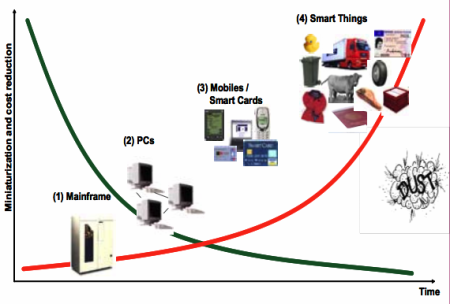 (4) Smart Things
(3) Mobiles /
Smart Cards
(2) PCs
(1) Mainframe
Miniaturization and cost reduction
DUST!
Time